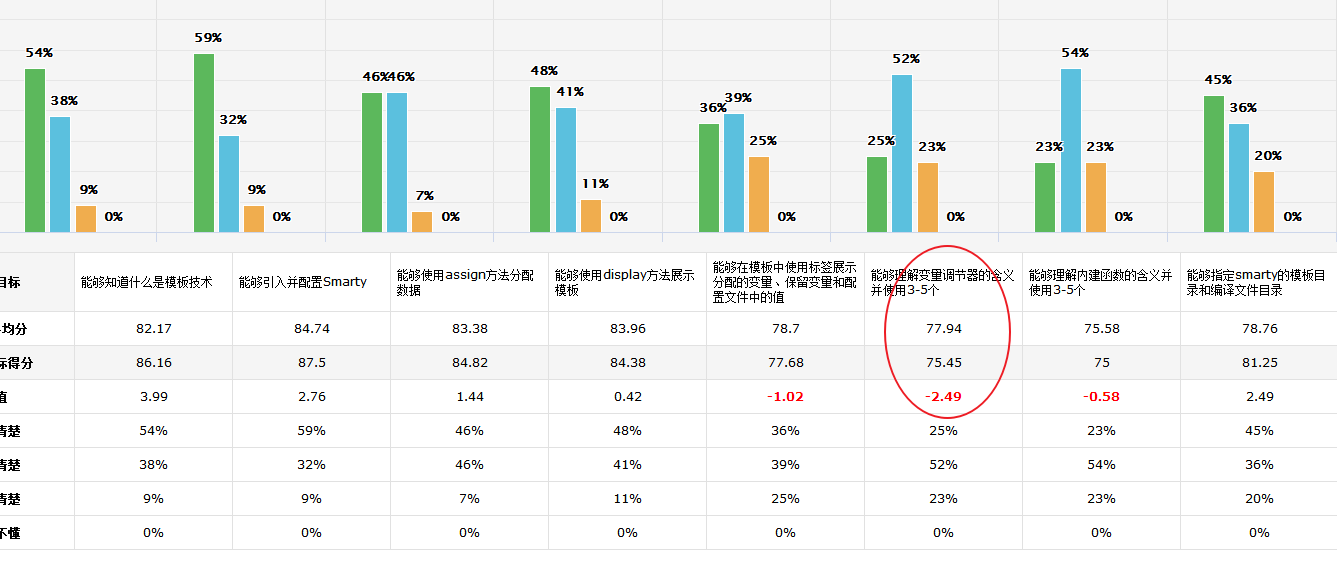 54% 38% 9% 0% 59% 32% 9% 0% 46% 46% 7% 0% 48% 41% 11% 0% 36% 39% 25% 0% 25% 52% 23% 0% 23% 54% 23% 0% 45% 36% 20% 0%
目标 能够知道什么是模板技术 能够引入并配置Smarty 能够使用assign方法分配 能够使用display方法展示 能够在模板中使用标签展示 能够理解变量调节器的含义 能够理解内建函数的含义并 能够指定smarty的模板目
数据 模板 分配的变量、保留变量和配 并使用3-5个 使用3-5个 录和编译文件目录
置文件中的值
均分 82.17 84.74 83.38 83.96 78.7 77.94 75.58 78.76
标得分 86.16 87.5 84.82 84.38 77.68 75.45 75 81.25
值 3.99 2.76 1.44 0.42 -1.02 -2.49 -0.58 2.49
清楚 54% 59% 46% 48% 36% 25% 23% 45%
清楚 38% 32% 46% 41% 39% 52% 54% 36%
清楚 9% 9% 7% 11% 25% 23% 23% 20%
不懂 0% 0% 0% 0% 0% 0% 0% 0%